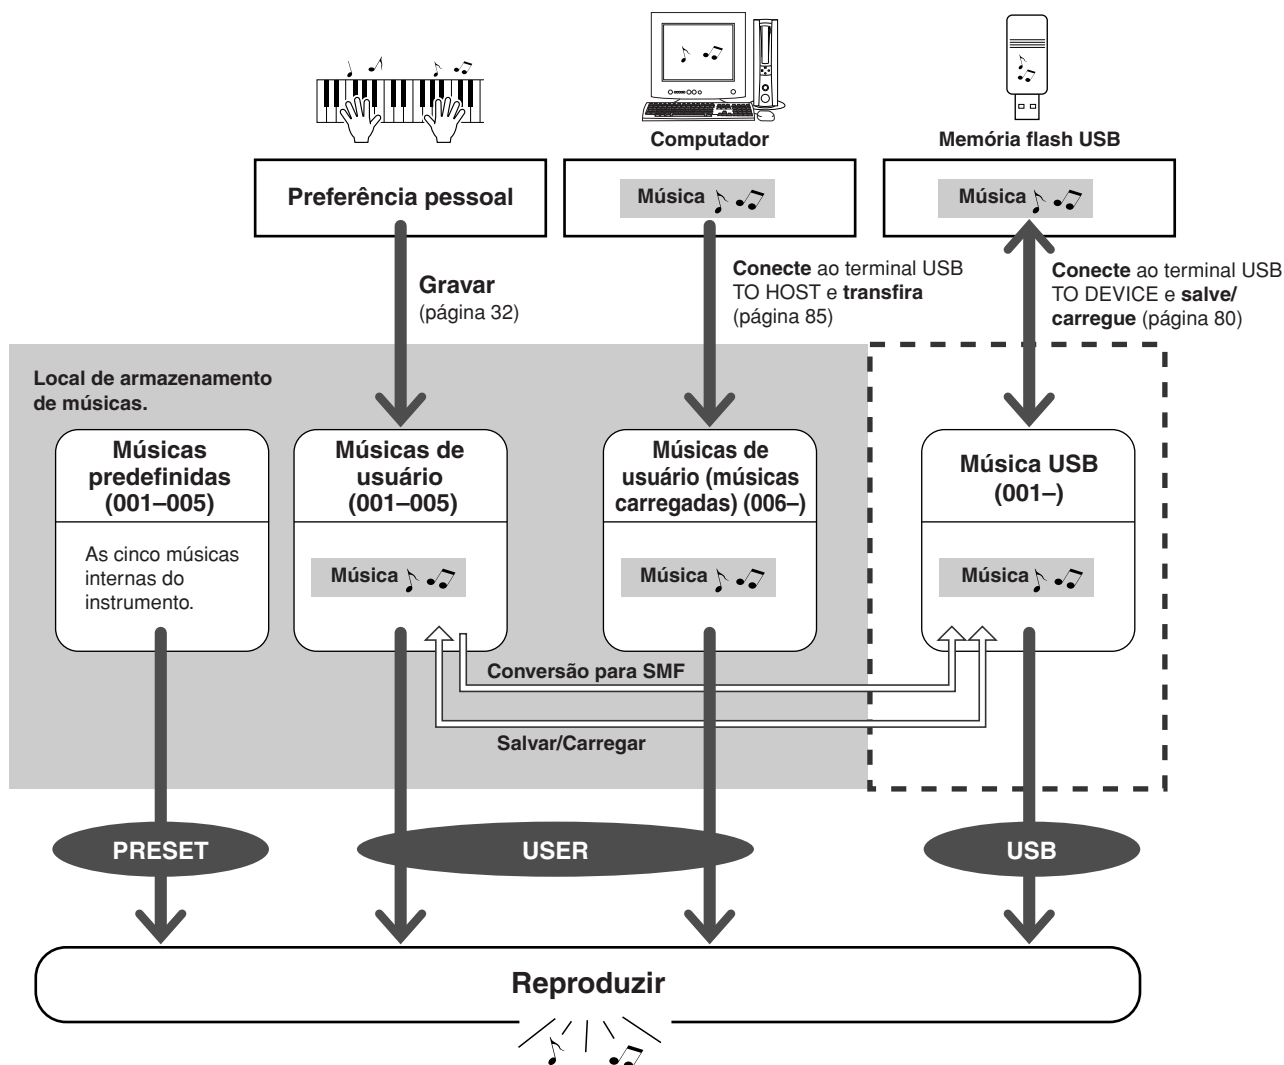 Computador
Memória flash USB
Preferência pessoal
Música
Música
Gravar
(página 32)
Conecte ao terminal USB
TO HOST e transfira
(página 85)
Conecte ao terminal USB
TO DEVICE e salve/
carregue (página 80)
Local de armazenamento
de músicas.
Músicas
predefinidas
(001–005)
As cinco músicas
internas do
instrumento.
Músicas de
usuário
(001–005)
Música
Músicas de
usuário (músicas
carregadas) (006–)
Música
Música USB
(001–)
Música
Conversão para SMF
Salvar/Carregar
PRESET
USER
USB
Reproduzir